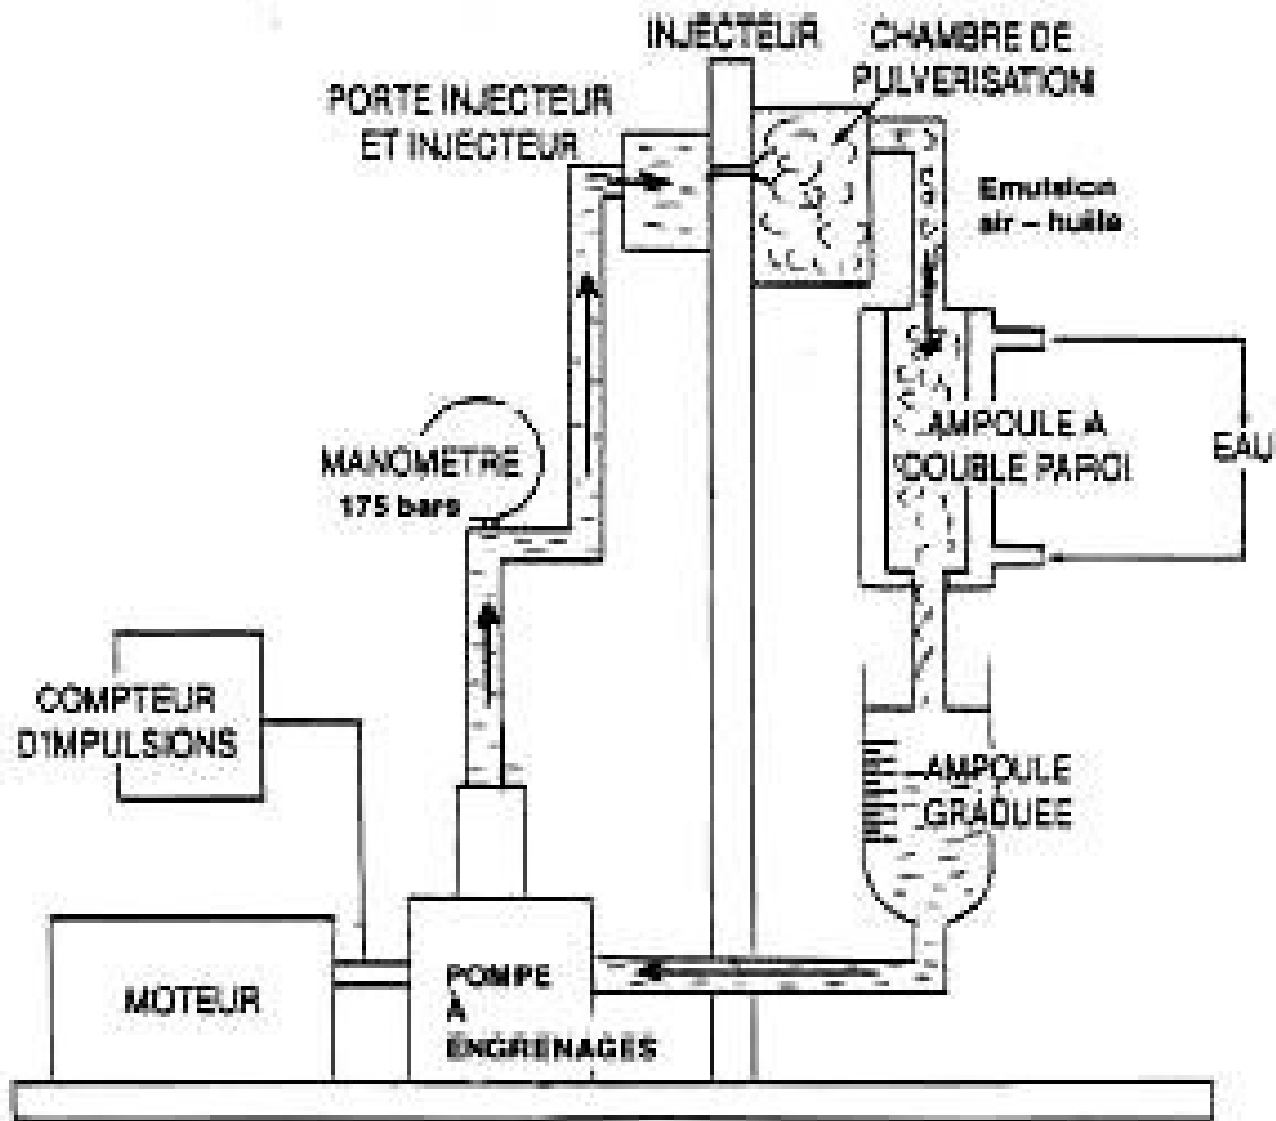 INJECTEUR
CHAMBRE DE
PULVERISATION
PORTE INJECTEUR
ET INJECTEUR
Emulsion
air – huile
MANOMETRE
175 bars
AMPOULE A
DOUBLE PAROI
EAU
COMPTEUR
D'IMPULSIONS
AMPOULE
GRADUEE
MOTEUR
POMPE
A
ENGRENAGES